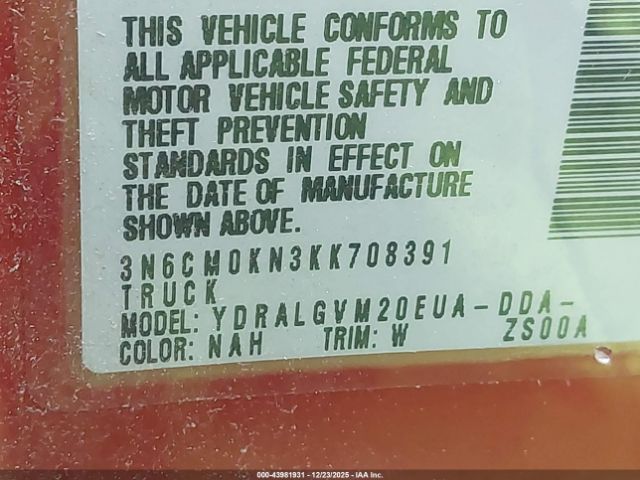 THIS VEHICLE CONFORMS TO
ALL APPLICABLE FEDERAL
MOTOR VEHICLE SAFETY AND
THEFT PREVENTION
STANDARDS IN EFFECT ON
THE DATE OF MANUFACTURE
SHOWN ABOVE.
3N6CM0KN3KK708391
TRUCK
MODEL: YDRALGVM20EUA-DDA-
ZS00A
COLOR: NAH TRIM: W
000-43981931 - 12/23/2025 - IAA Inc.